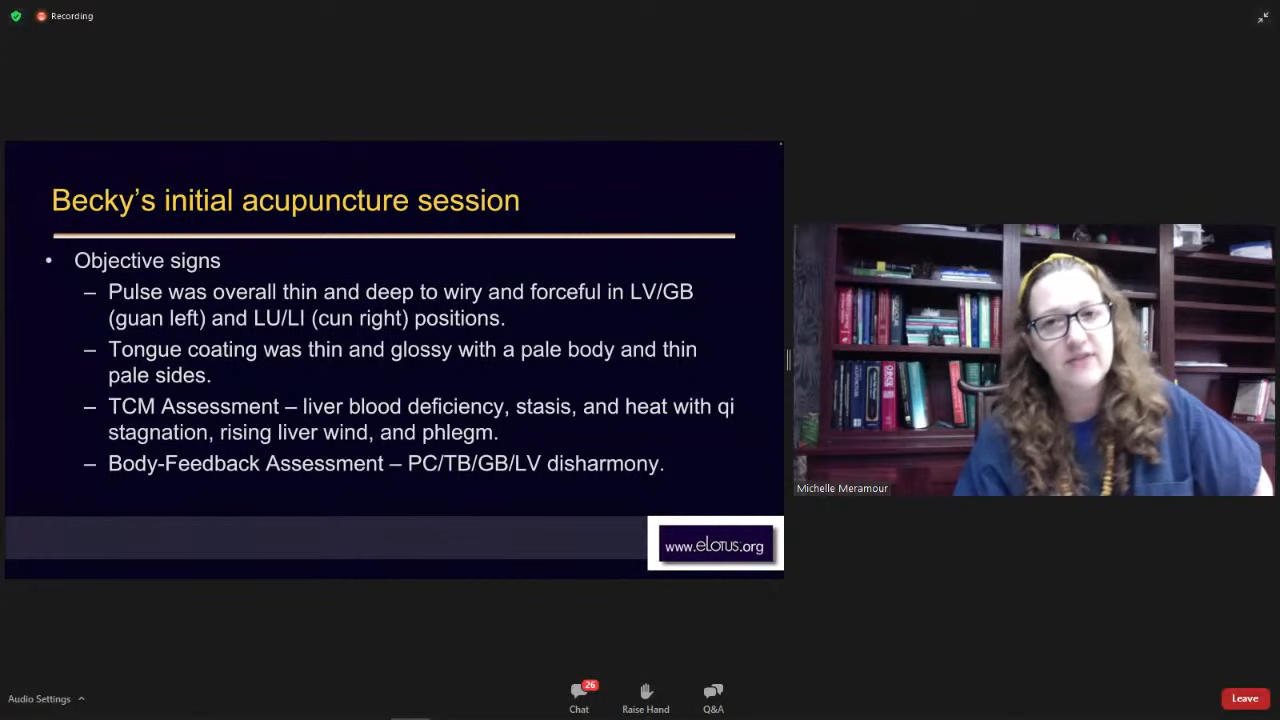 Recording
Becky’s initial acupuncture session
• Objective signs
– Pulse was overall thin and deep to wiry and forceful in LV/GB
(guan left) and LU/LI (cun right) positions.
– Tongue coating was thin and glossy with a pale body and thin
pale sides.
– TCM Assessment – liver blood deficiency, stasis, and heat with qi
stagnation, rising liver wind, and phlegm.
– Body-Feedback Assessment – PC/TB/GB/LV disharmony.
www.eLotus.org
Michelle Meramour
Audio Settings
26
Chat
Raise Hand
Q&A
Leave